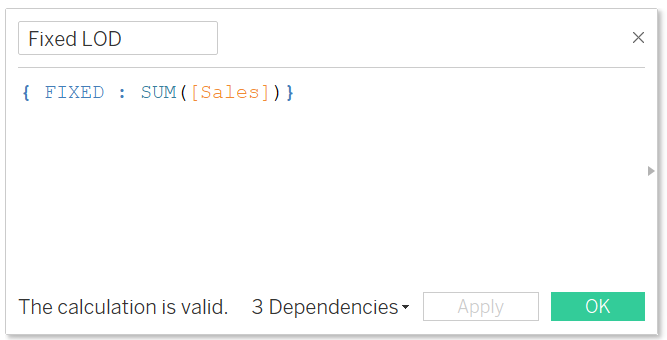 Fixed LOD
{ FIXED : SUM([Sales])}
The calculation is valid. 3 Dependencies Apply OK